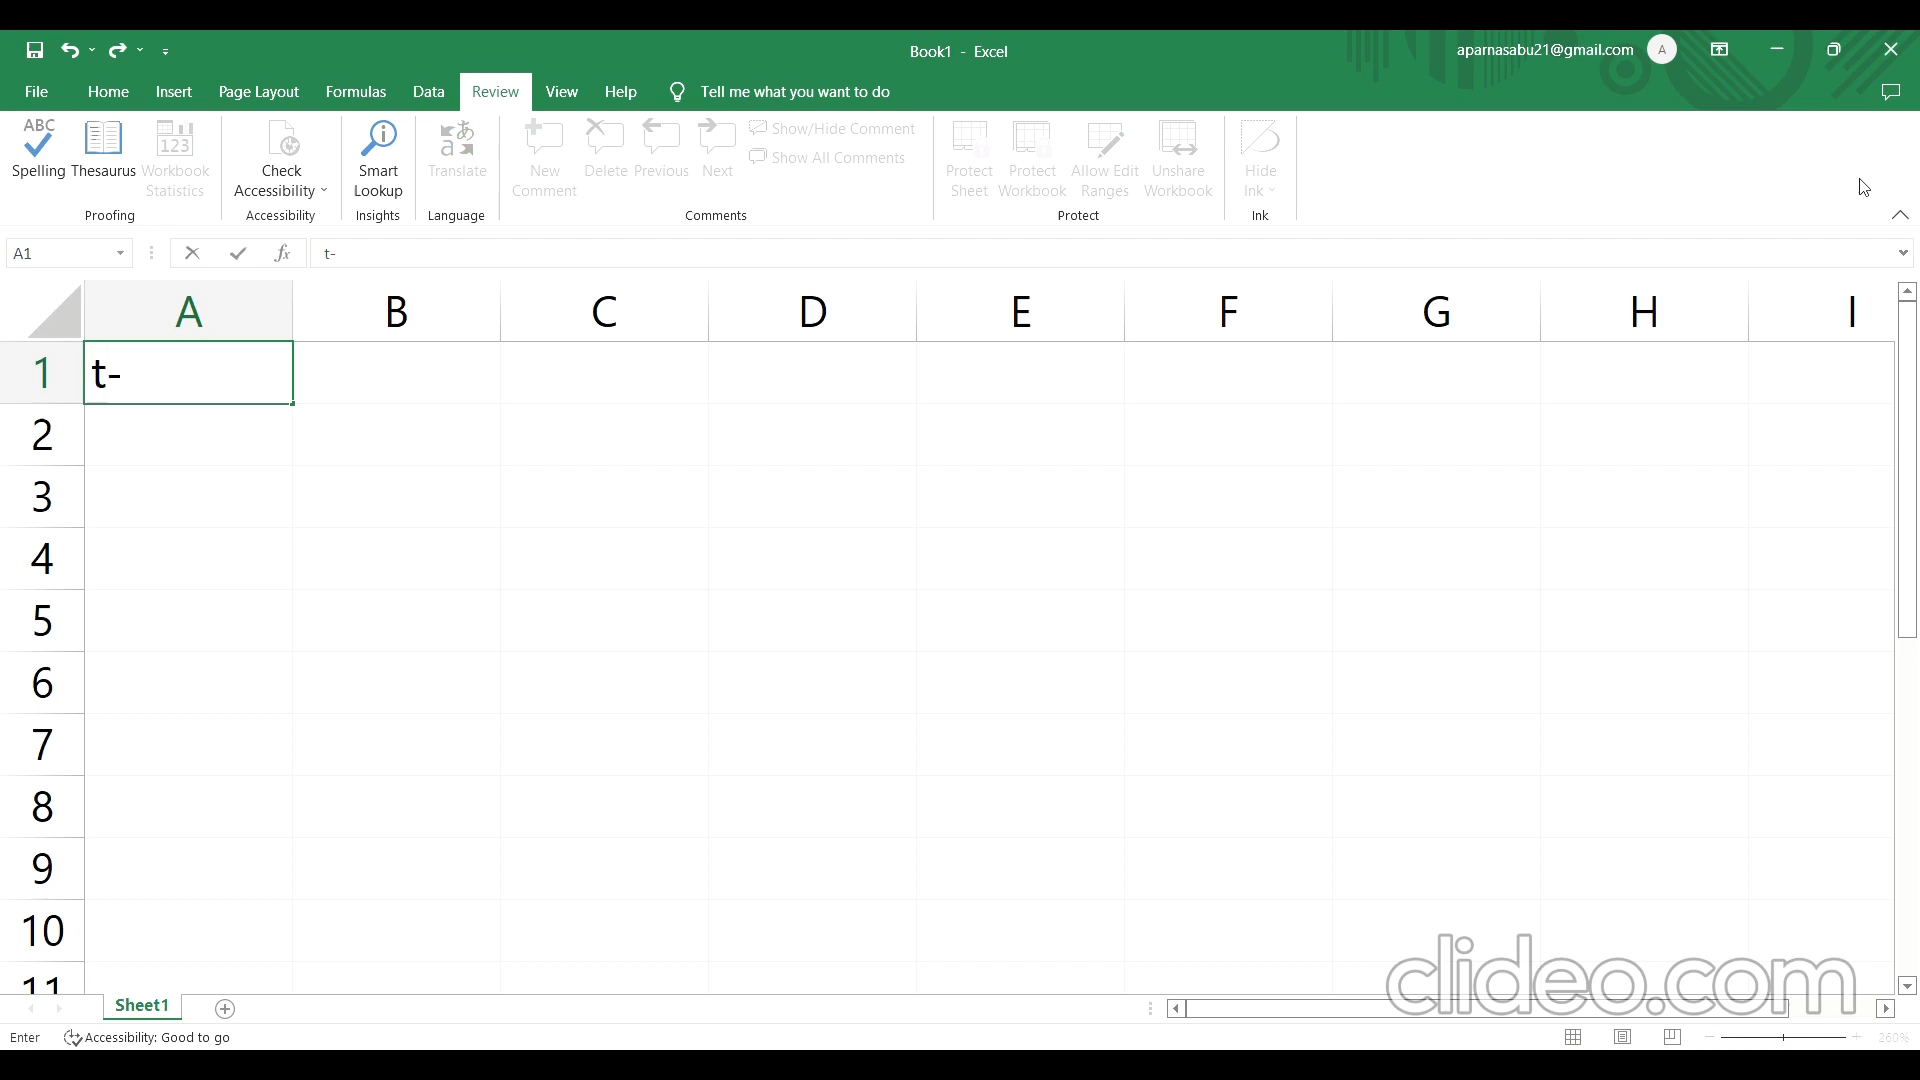 Book1 - Excel
aparnasabu21@gmail.com
A
File Home Insert Page Layout Formulas Data Review View Help Tell me what you want to do
ABC
Spelling
Thesaurus
123
Workbook
Statistics
Proofing
Check
Accessibility
Accessibility
Smart
Lookup
Insights
Translate
Language
New
Comment
Delete
Previous
Next
Show/Hide Comment
Show All Comments
Comments
Protect
Sheet
Protect
Workbook
Allow Edit
Ranges
Unshare
Workbook
Protect
Hide
Ink
Ink
A1
fx
t-
A B C D E F G H I
1 t-
2
3
4
5
6
7
8
9
10
11
clideo.com
Sheet1
Enter
Accessibility: Good to go
260%